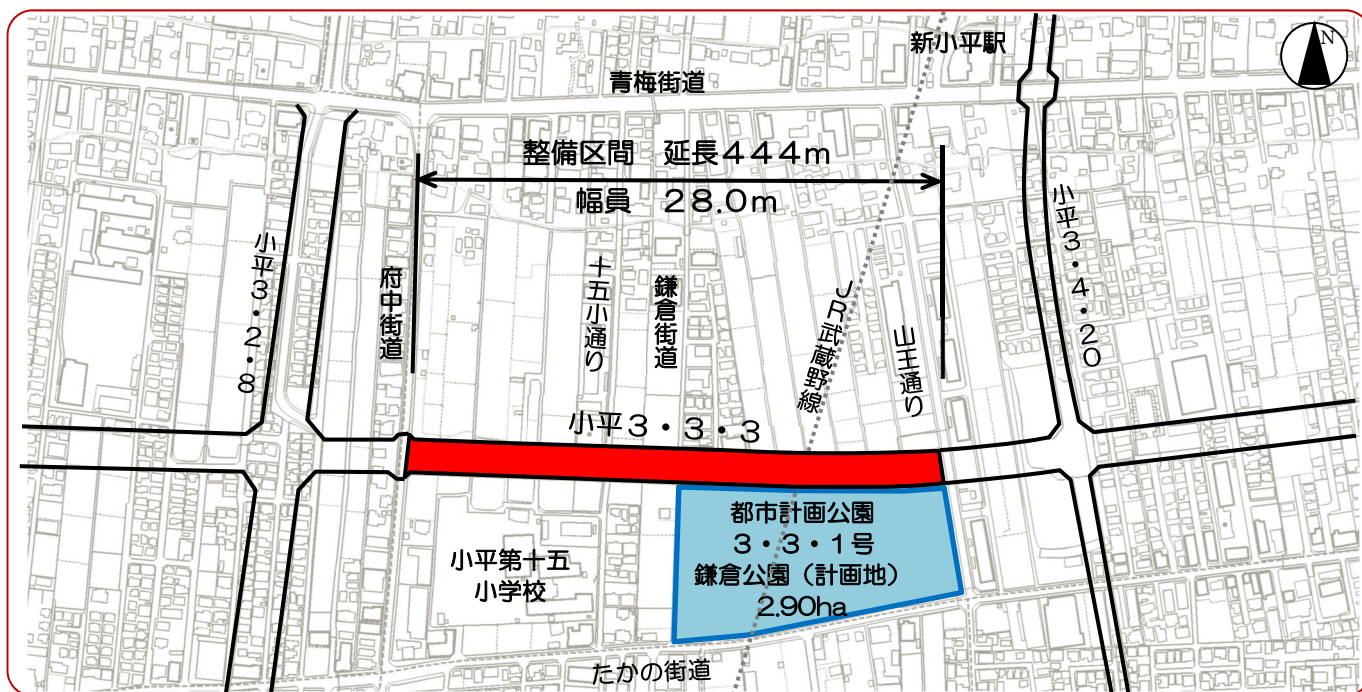 新小平駅
N
青梅街道
整備区間　延長444m
幅員　28.0m
小平3・2・8
府中街道
十五小通り
鎌倉街道
JR武蔵野線
山王通り
小平3・4・20
小平3・3・3
都市計画公園
3・3・1号
鎌倉公園（計画地）
2.90ha
小平第十五
小学校
たかの街道